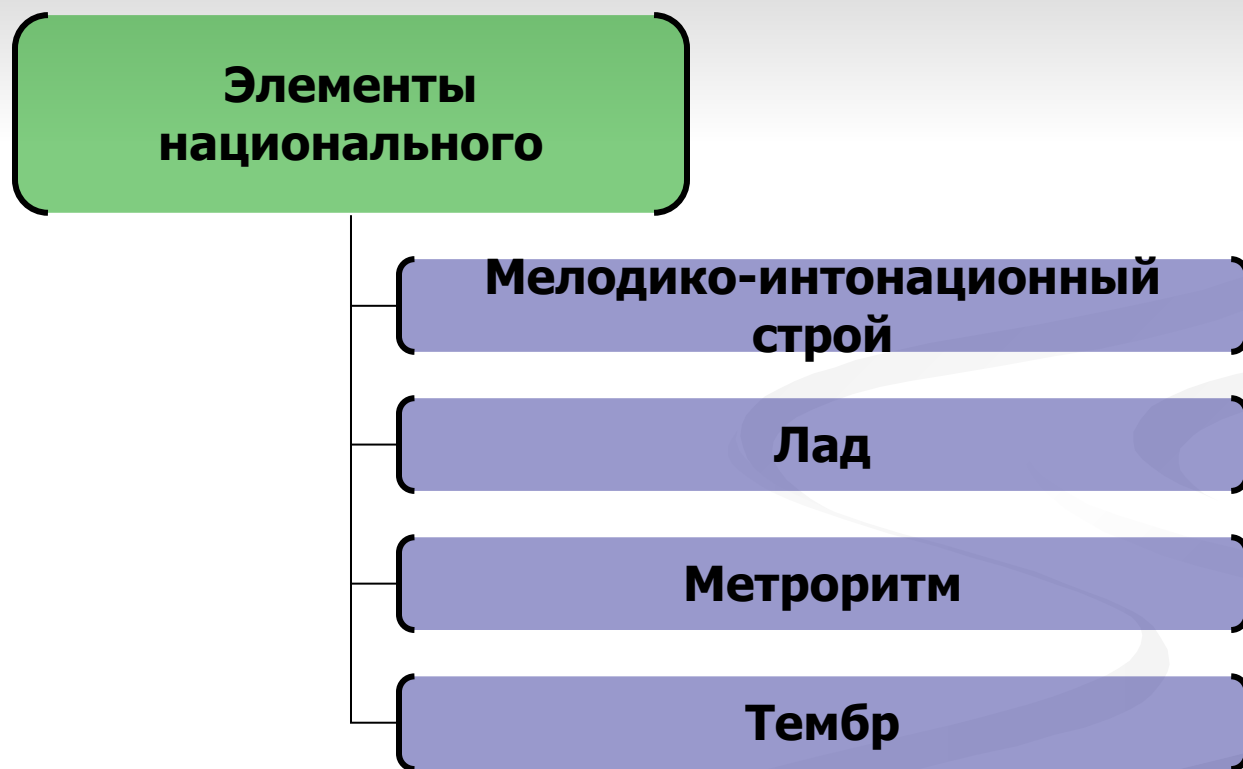 Элементы
национального
Мелодико-интонационный
строй
Лад
Метроритм
Тембр